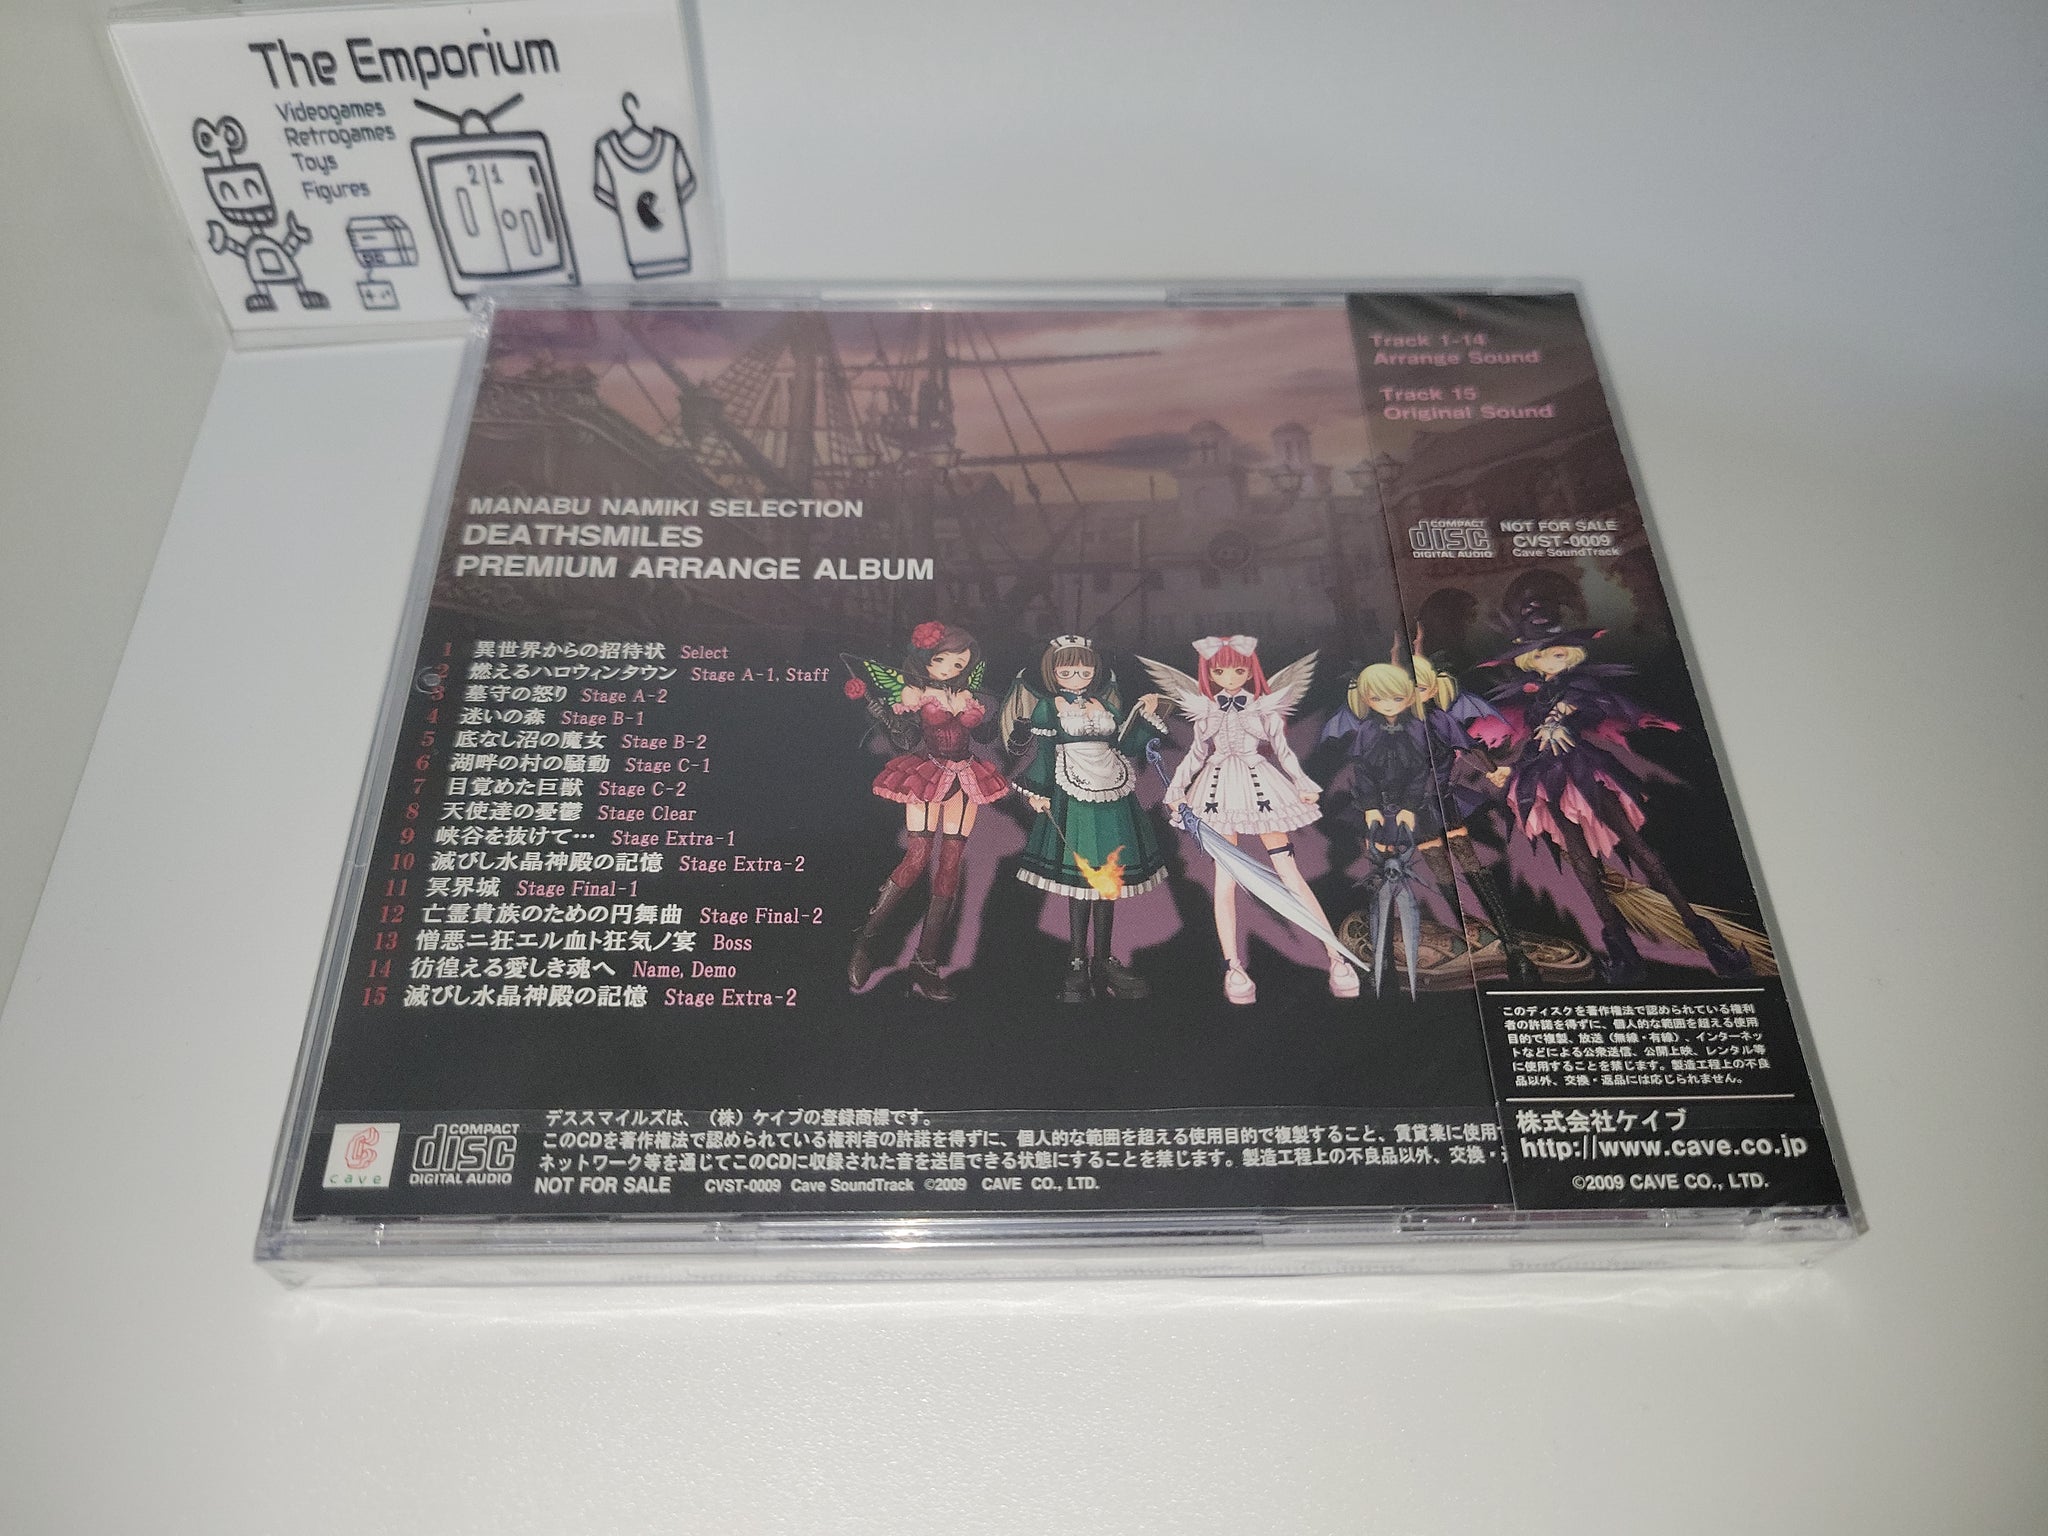 The Emporium
Videogames
Retrogames
Toys
Figures
2 1
Track 1-14
Arrange Sound
Track 15
Original Sound
MANABU NAMIKI SELECTION
DEATHSMILES
PREMIUM ARRANGE ALBUM
COMPACT
disc
DIGITAL AUDIO
NOT FOR SALE
CVST-0009
Cave SoundTrack
1 異世界からの招待状 Select
2 燃えるハロウィンタウン Stage A-1, Staff
3 墓守の怒り Stage A-2
4 迷いの森 Stage B-1
5 底なし沼の魔女 Stage B-2
6 湖畔の村の騒動 Stage C-1
7 目覚めた巨獣 Stage C-2
8 天使達の憂鬱 Stage Clear
9 峡谷を抜けて… Stage Extra-1
10 滅びし水晶神殿の記憶 Stage Extra-2
11 冥界城 Stage Final-1
12 亡霊貴族のための円舞曲 Stage Final-2
13 憎悪ニ狂エル血ト狂気ノ宴 Boss
14 彷徨える愛しき魂へ Name, Demo
15 滅びし水晶神殿の記憶 Stage Extra-2
このディスクを著作権法で認められている権利
者の許諾を得ずに、個人的な範囲を超える使用
目的で複製、放送（無線・有線）、インターネッ
トなどによる公衆送信、公開上映、レンタル等
に使用することを禁じます。製造工程上の不良
品以外、交換・返品には応じられません。
株式会社ケイブ
http://www.cave.co.jp
©2009 CAVE CO., LTD.
cave
COMPACT
disc
DIGITAL AUDIO
デススマイルズは、（株）ケイブの登録商標です。
このCDを著作権法で認められている権利者の許諾を得ずに、個人的な範囲を超える使用目的で複製すること、賃貸業に使用
ネットワーク等を通じてこのCDに収録された音を送信できる状態にすることを禁じます。製造工程上の不良品以外、交換・
NOT FOR SALE CVST-0009 Cave SoundTrack ©2009 CAVE CO., LTD.